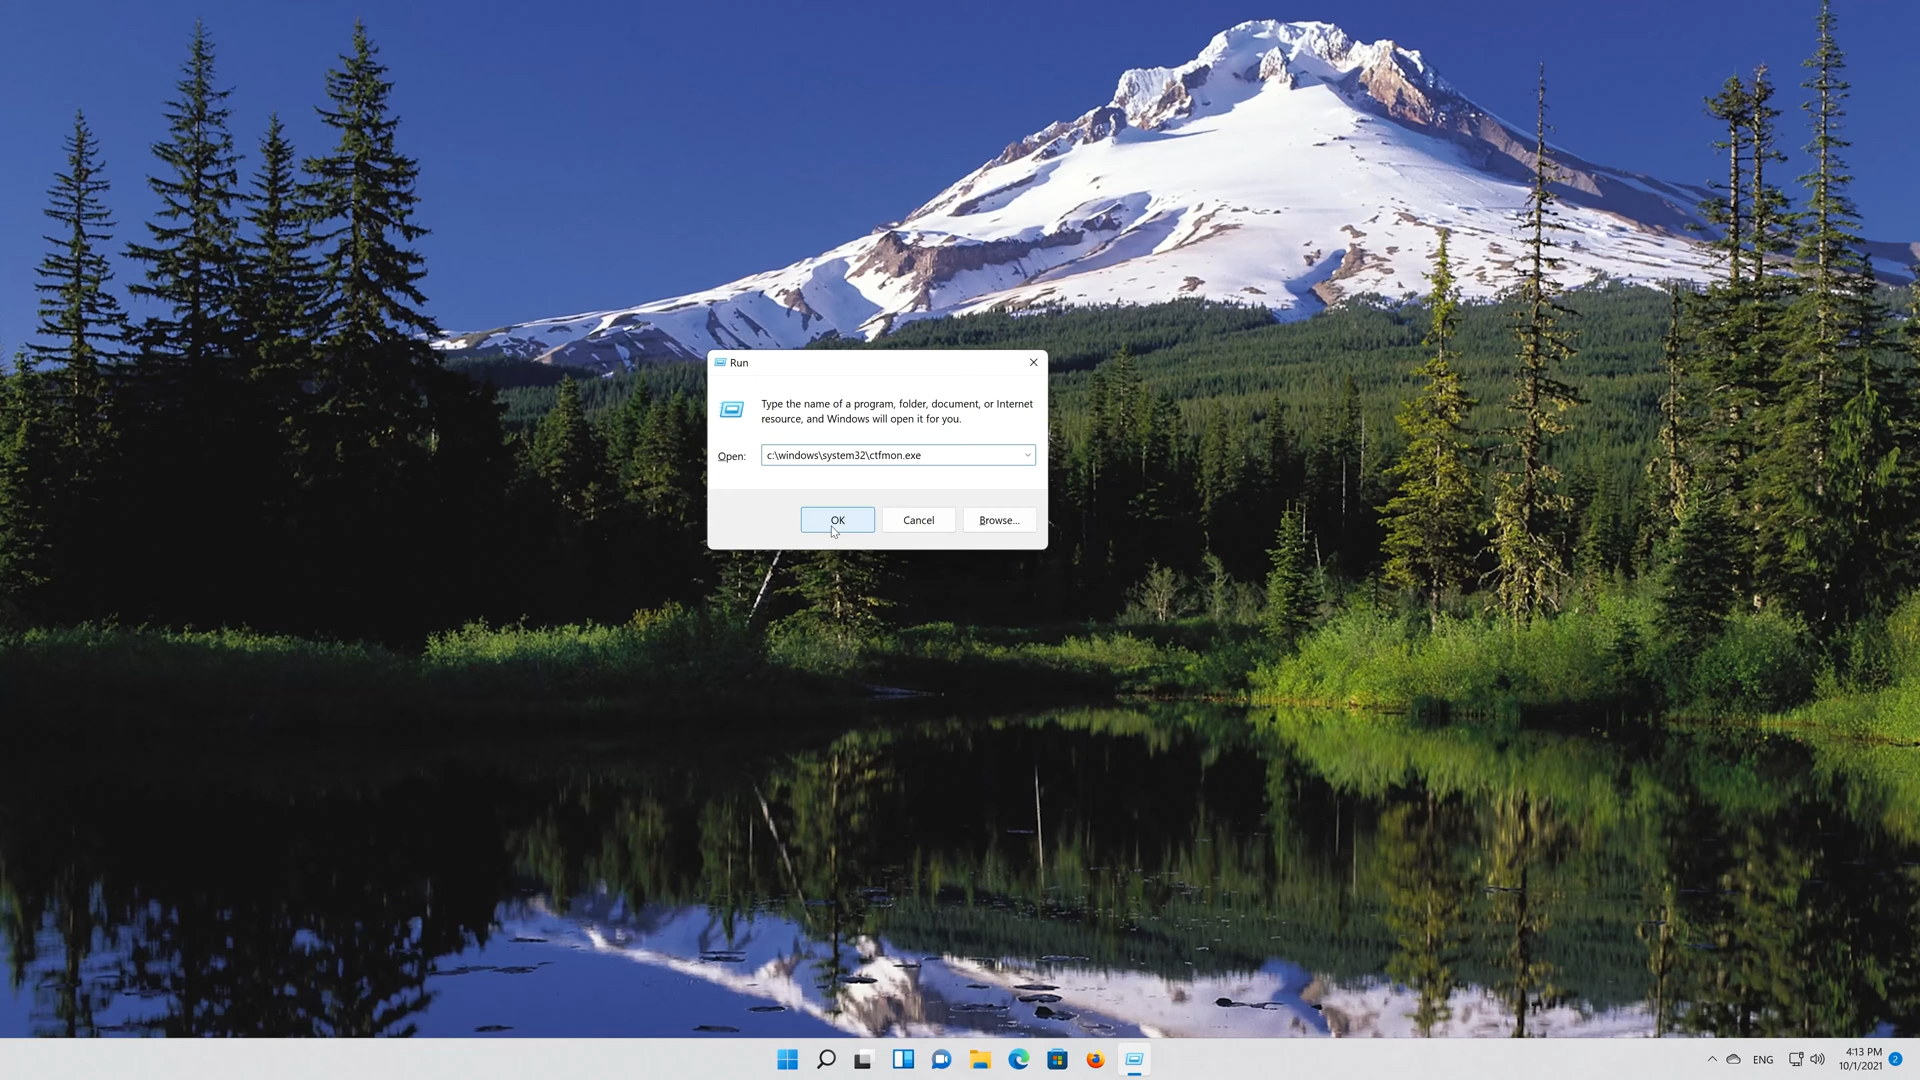 Run
Type the name of a program, folder, document, or Internet
resource, and Windows will open it for you.
Open: c:\windows\system32\ctfmon.exe
OK Cancel Browse...
ENG
4:13 PM
10/1/2021
2